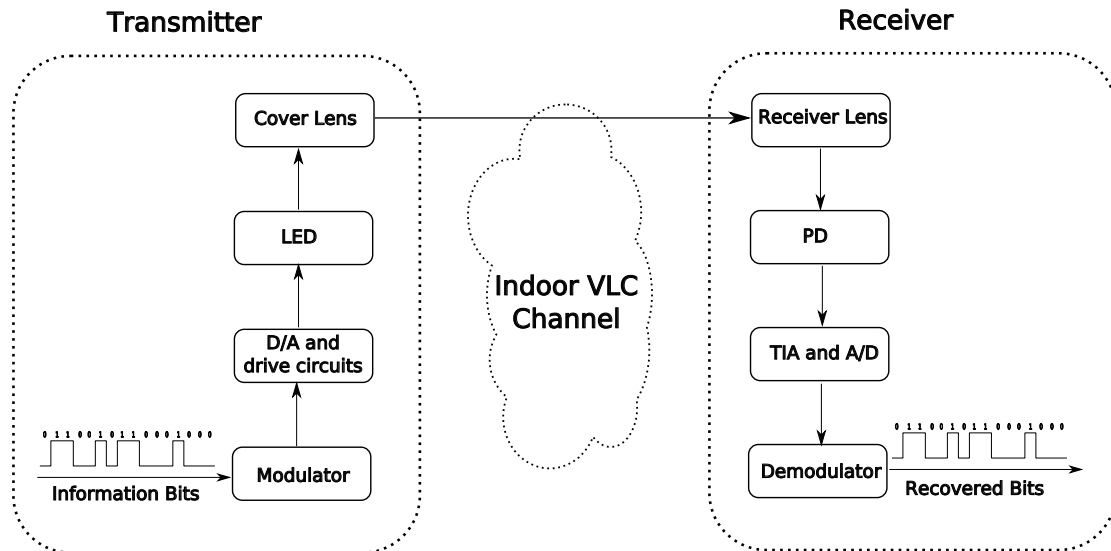 Transmitter
Receiver
Cover Lens
Receiver Lens
LED
PD
Indoor VLC
Channel
D/A and
drive circuits
TIA and A/D
0 1 1 0 0 1 0 1 1 0 0 0 1 0 0 0
Information Bits
Modulator
Demodulator
0 1 1 0 0 1 0 1 1 0 0 0 1 0 0 0
Recovered Bits